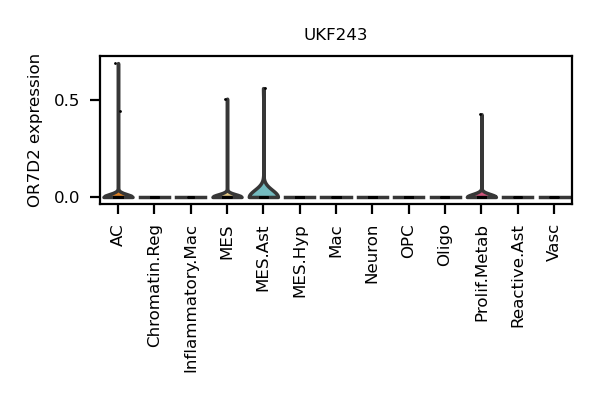 UKF243
OR7D2 expression
0.5
0.0
AC
Chromatin.Reg
Inflammatory.Mac
MES
MES.Ast
MES.Hyp
Mac
Neuron
OPC
Oligo
Prolif.Metab
Reactive.Ast
Vasc